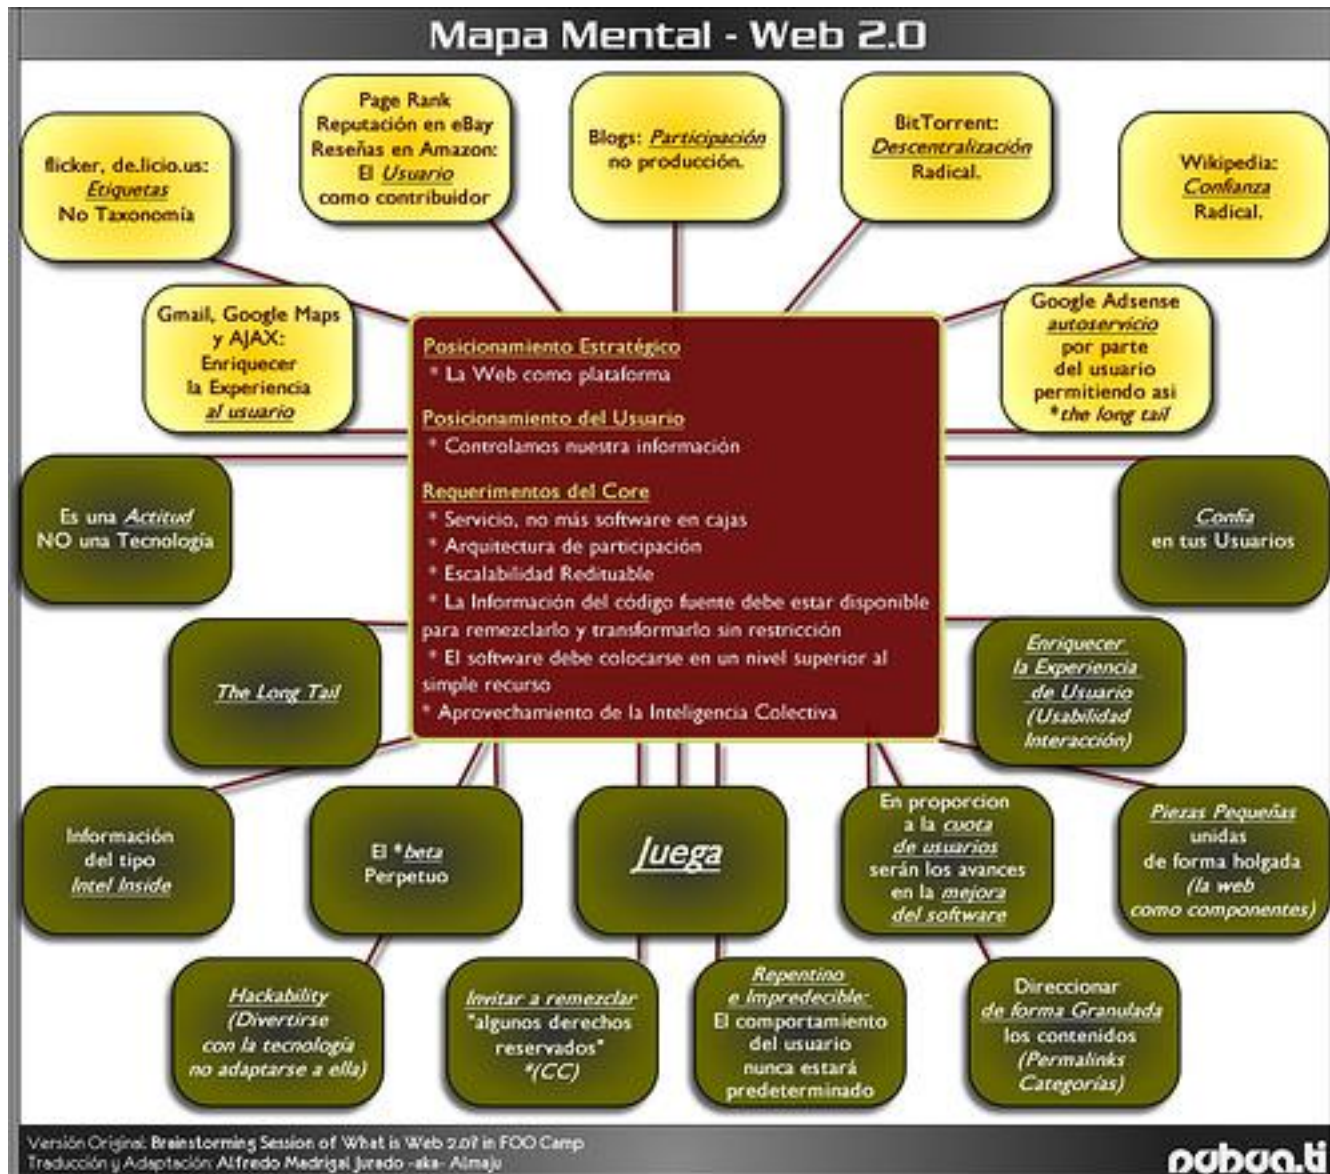 Mapa Mental - Web 2.0
flicker, de.licio.us:
Etiquetas
No Taxonomía
Page Rank
Reputación en eBay
Reseñas en Amazon:
El Usuario
como contribuidor
Blogs: Participación
no producción.
BitTorrent:
Descentralización
Radical.
Wikipedia:
Confianza
Radical.
Gmail, Google Maps
y AJAX:
Enriquecer
la Experiencia
al usuario
Google Adsense
autoservicio
por parte
del usuario
permitiendo asi
*the long tail
Posicionamiento Estratégico
* La Web como plataforma
Posicionamiento del Usuario
* Controlamos nuestra información
Requerimentos del Core
* Servicio, no más software en cajas
* Arquitectura de participación
* Escalabilidad Redituable
* La Información del código fuente debe estar disponible
para remezclarlo y transformarlo sin restricción
* El software debe colocarse en un nivel superior al
simple recurso
* Aprovechamiento de la Inteligencia Colectiva
Es una Actitud
NO una Tecnología
Confía
en tus Usuarios
The Long Tail
Enriquecer
la Experiencia
de Usuario
(Usabilidad
Interacción)
Información
del tipo
Intel Inside
El *beta
Perpetuo
Juega
En proporcion
a la cuota
de usuarios
serán los avances
en la mejora
del software
Piezas Pequeñas
unidas
de forma holgada
(la web
como componentes)
Hackability
(Divertirse
con la tecnología
no adaptarse a ella)
Invitar a remezclar
"algunos derechos
reservados"
*(CC)
Repentino
e Impredecible:
El comportamiento
del usuario
nunca estará
predeterminado
Direccionar
de forma Granulada
los contenidos
(Permalinks
Categorías)
Versión Original: Brainstorming Session of What is Web 2.0? in FOO Camp
Traducción y Adaptación: Alfredo Madrigal Jurado -aka- Almaju